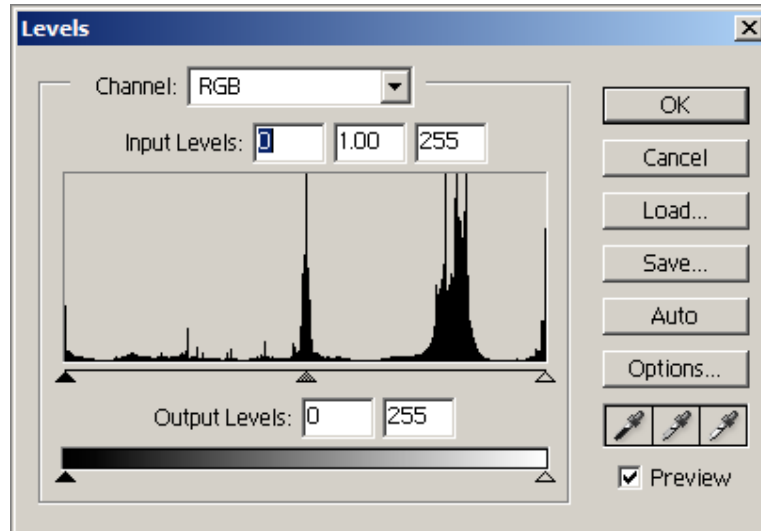 Levels
Channel: RGB
Input Levels: 0 1.00 255
Output Levels: 0 255
OK
Cancel
Load...
Save...
Auto
Options...
Preview